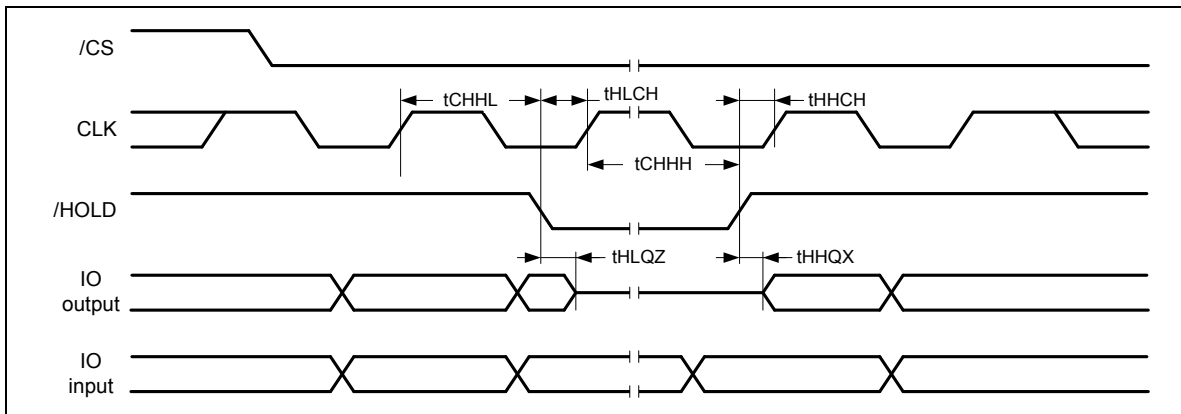 /CS
tCHHL
tHLCH
tHHCH
CLK
tCHHH
/HOLD
tHLQZ
tHHQX
IO
output
IO
input